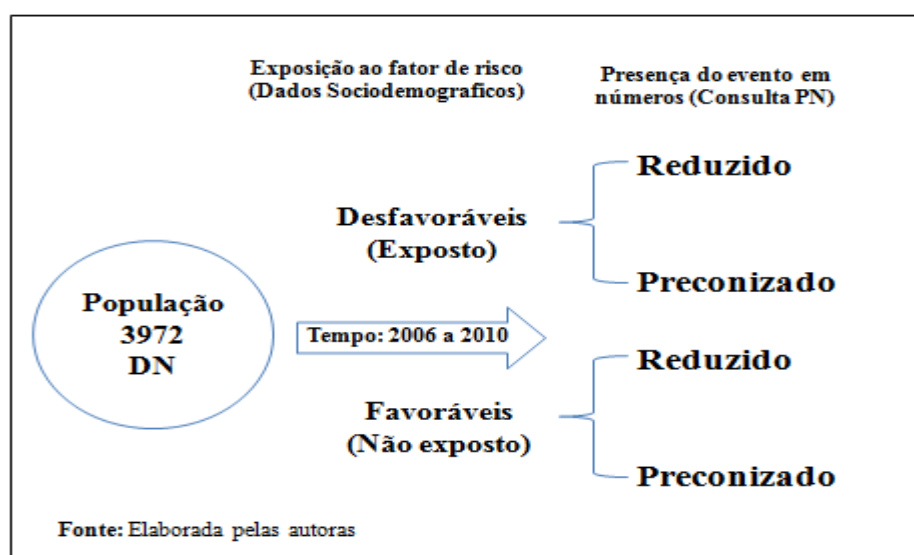 Exposição ao fator de risco
(Dados Sociodemograficos)
Presença do evento em
números (Consulta PN)
Reduzido
Desfavoráveis
(Exposto)
Preconizado
População
3972
DN
Tempo: 2006 a 2010
Reduzido
Favoráveis
(Não exposto)
Preconizado
Fonte: Elaborada pelas autoras